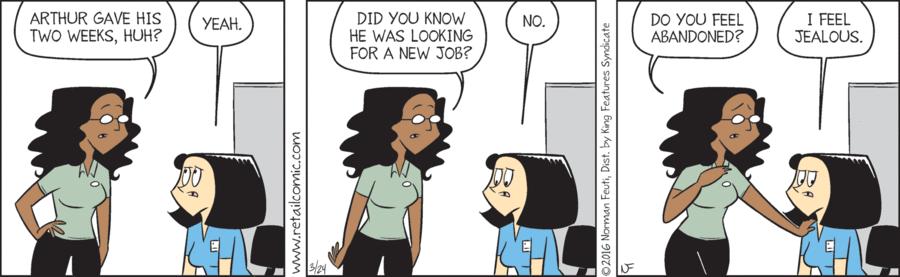 ARTHUR GAVE HIS
TWO WEEKS, HUH?
YEAH.
www.retailcomic.com
3/24
DID YOU KNOW
HE WAS LOOKING
FOR A NEW JOB?
NO.
©2016 Norman Feuti, Dist. by King Features Syndicate
DO YOU FEEL
ABANDONED?
I FEEL
JEALOUS.